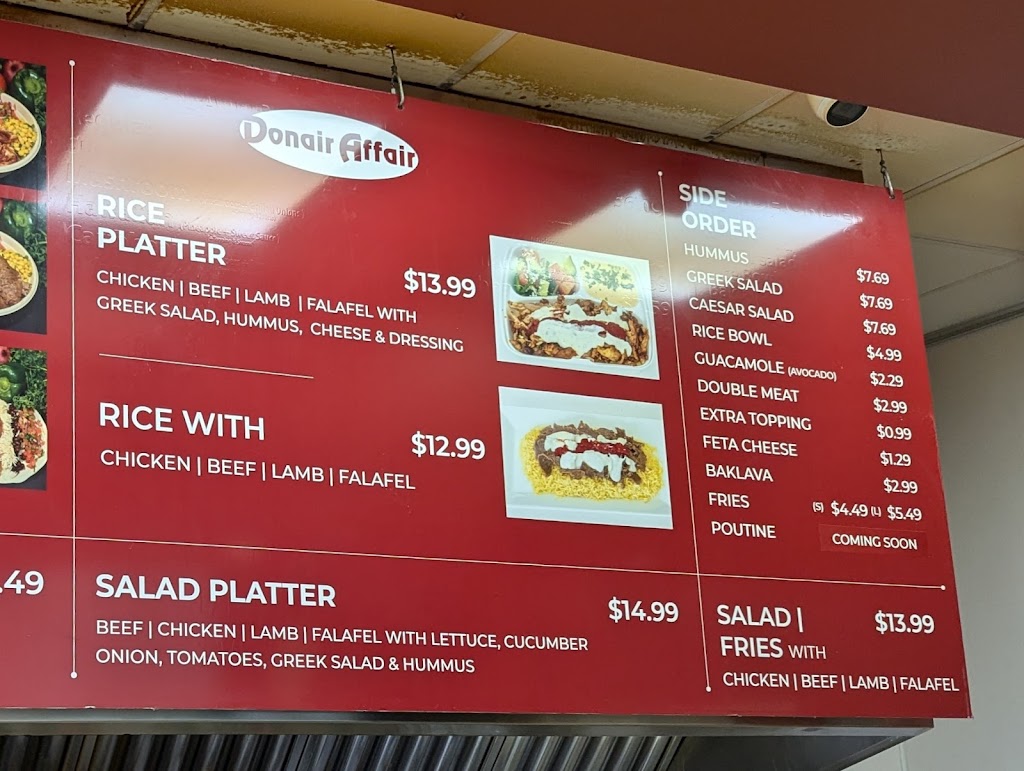 Donair Affair
RICE
PLATTER
$13.99
CHICKEN | BEEF | LAMB | FALAFEL WITH
GREEK SALAD, HUMMUS, CHEESE & DRESSING
RICE WITH
$12.99
CHICKEN | BEEF | LAMB | FALAFEL
.49
SALAD PLATTER
$14.99
BEEF | CHICKEN | LAMB | FALAFEL WITH LETTUCE, CUCUMBER
ONION, TOMATOES, GREEK SALAD & HUMMUS
SIDE
ORDER
HUMMUS $7.69
GREEK SALAD $7.69
CAESAR SALAD $7.69
RICE BOWL $4.99
GUACAMOLE (AVOCADO) $2.29
DOUBLE MEAT $2.99
EXTRA TOPPING $0.99
FETA CHEESE $1.29
BAKLAVA $2.99
FRIES (S) $4.49 (L) $5.49
POUTINE COMING SOON
SALAD | $13.99
FRIES WITH
CHICKEN | BEEF | LAMB | FALAFEL